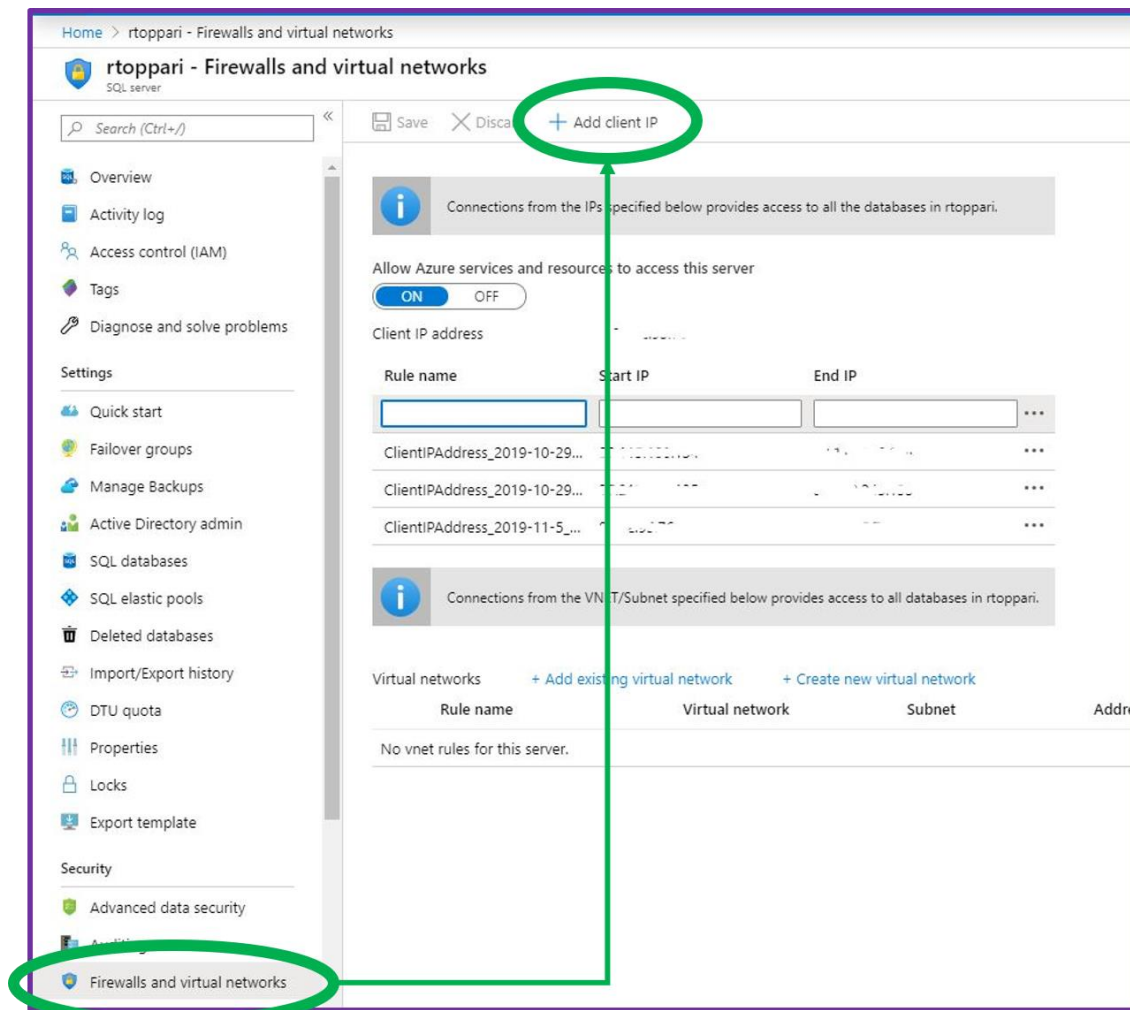 Home > rtoppari - Firewalls and virtual networks
rtoppari - Firewalls and virtual networks
SQL server
Search (Ctrl+/)
«
Overview
Activity log
Access control (IAM)
Tags
Diagnose and solve problems
Settings
Quick start
Failover groups
Manage Backups
Active Directory admin
SQL databases
SQL elastic pools
Deleted databases
Import/Export history
DTU quota
Properties
Locks
Export template
Security
Advanced data security
Firewalls and virtual networks
Save Disca + Add client IP
Connections from the IPs specified below provides access to all the databases in rtoppari.
Allow Azure services and resources to access this server
ON OFF
Client IP address
Rule name Start IP End IP
ClientIPAddress_2019-10-29... ...
ClientIPAddress_2019-10-29... ...
ClientIPAddress_2019-11-5_... ...
Connections from the VNET/Subnet specified below provides access to all databases in rtoppari.
Virtual networks + Add existing virtual network + Create new virtual network
Rule name Virtual network Subnet Addre
No vnet rules for this server.